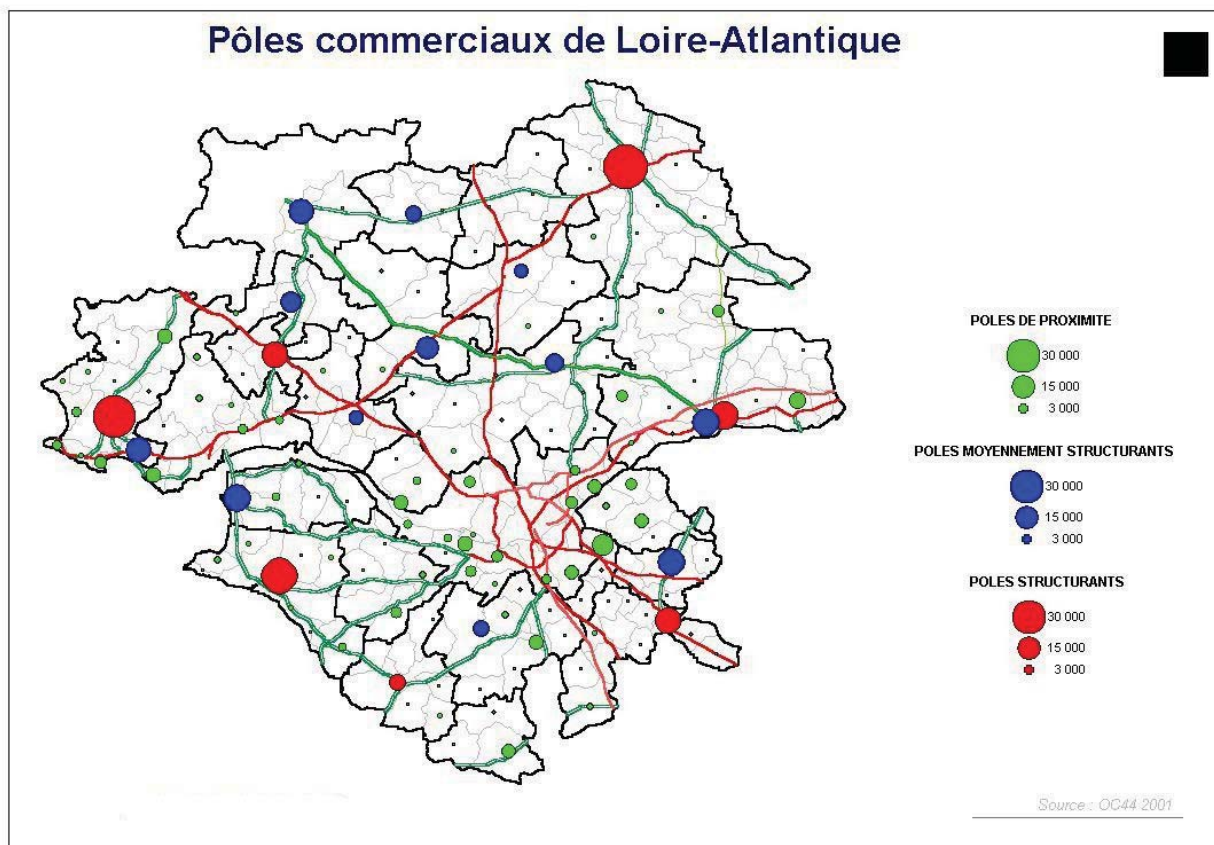 Pôles commerciaux de Loire-Atlantique
POLES DE PROXIMITE
30 000
15 000
3 000
POLES MOYENNEMENT STRUCTURANTS
30 000
15 000
3 000
POLES STRUCTURANTS
30 000
15 000
3 000
Source : OC44 2001